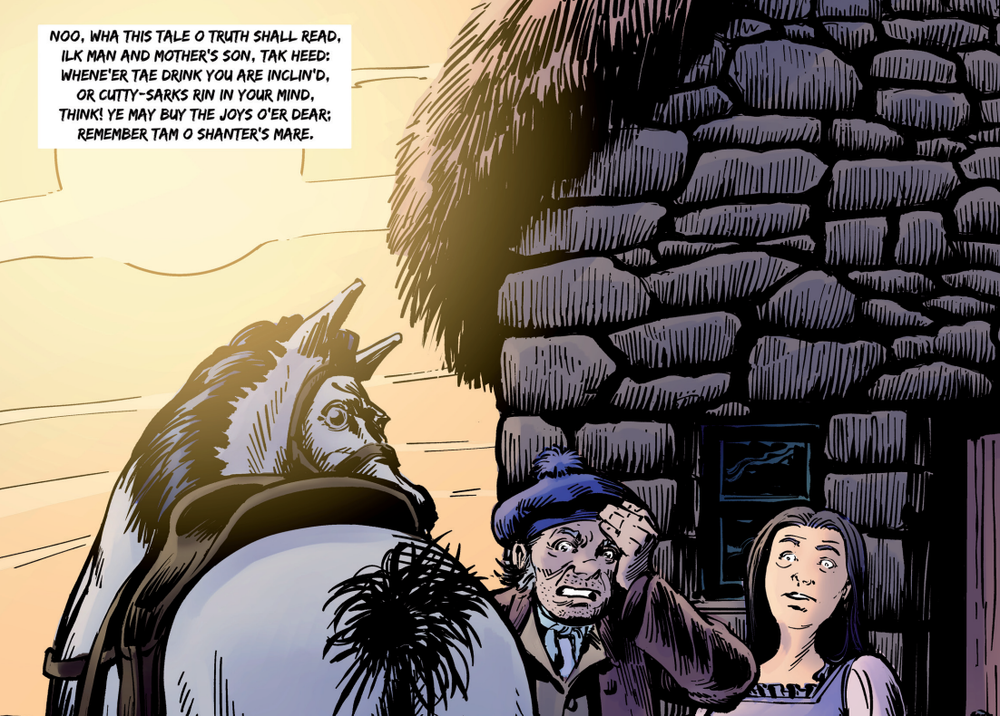 NOO, WHA THIS TALE O TRUTH SHALL READ,
ILK MAN AND MOTHER'S SON, TAK HEED:
WHENE'ER TAE DRINK YOU ARE INCLIN'D,
OR CUTTY-SARKS RIN IN YOUR MIND,
THINK! YE MAY BUY THE JOYS O'ER DEAR;
REMEMBER TAM O SHANTER'S MARE.